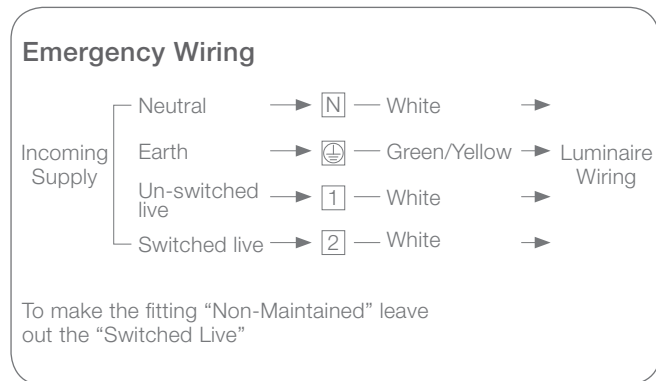 Emergency Wiring
Neutral N White
Incoming Supply
Earth Green/Yellow
Luminaire Wiring
Un-switched live 1 White
Switched live 2 White
To make the fitting “Non-Maintained” leave
out the “Switched Live”